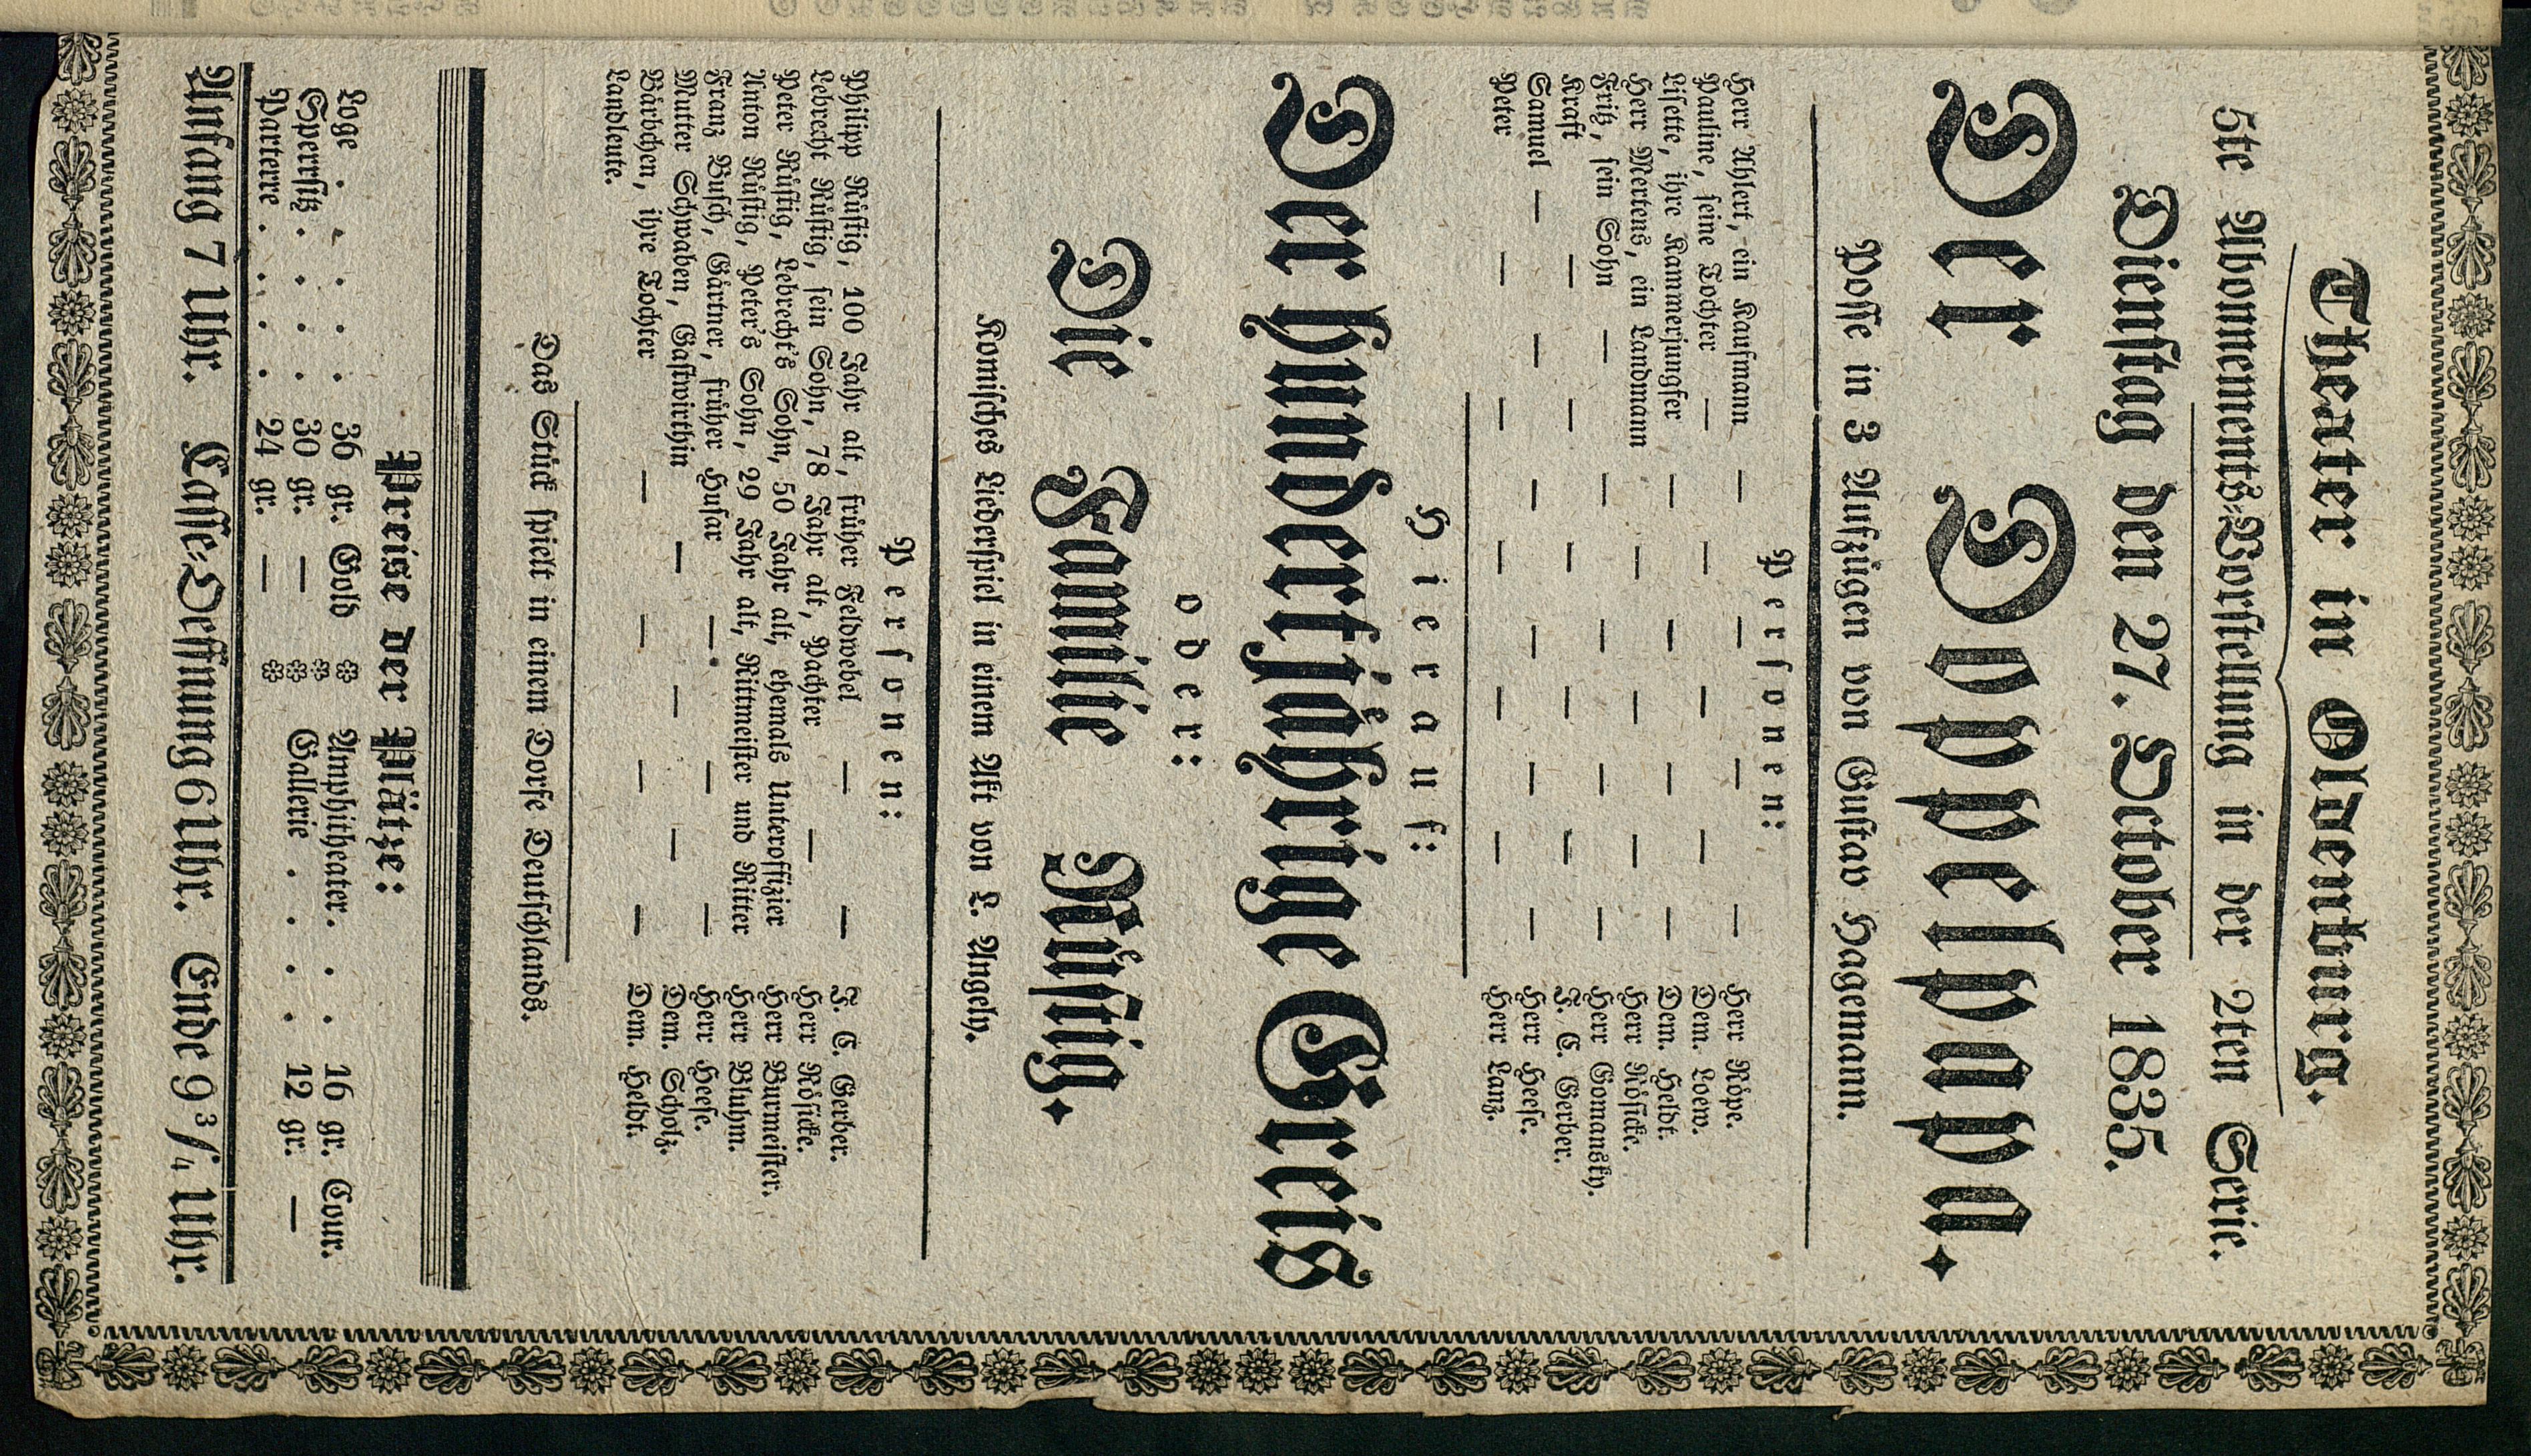 Theater in Oldenburg.
5te Abonnements-Vorstellung in der 2ten Serie.
Dienstag den 27. October 1835.
Der Doppelpapa.
Posse in 3 Aufzügen von Gustav Hagemann.
Personen:
Herr Ahlert, ein Kaufmann — — — — Herr Röpe.
Pauline, seine Tochter — — — — Dem. Loew.
Lisette, ihre Kammerjungfer — — — — Dem. Heldt.
Herr Mertens, ein Landmann — — — Herr Rösicke.
Fritz, sein Sohn — — — — — Herr Gomansky.
Kraft — — — — — — J. C. Gerber.
Samuel — — — — — — Herr Heese.
Peter — — — — — Herr Lanz.
Hierauf:
Der hundertjährige Greis
oder:
Die Familie Rüstig.
Komisches Liederspiel in einem Akt von L. Angely.
Personen:
Philipp Rüstig, 100 Jahr alt, früher Feldwebel — — J. C. Gerber.
Lebrecht Rüstig, sein Sohn, 78 Jahr alt, Pachter — Herr Rösicke.
Peter Rüstig, Lebrecht's Sohn, 50 Jahr alt, ehemals Unteroffizier Herr Burmeister.
Anton Rüstig, Peter's Sohn, 29 Jahr alt, Rittmeister und Ritter Herr Bluhm.
Franz Busch, Gärtner, früher Husar — — — Herr Heese.
Mutter Schwaben, Gastwirthin — — — Dem. Scholz.
Bärbchen, ihre Tochter — — — — Dem. Heldt.
Landleute.
Das Stück spielt in einem Dorfe Deutschlands.
Preise der Plätze:
Loge . . . . . 36 gr. Gold
Sperrsitz . . . . 30 gr. —
Parterre . . . . 24 gr. —
Amphitheater . . . 16 gr. Cour.
Gallerie . . . . 12 gr. —
Anfang 7 Uhr. Casse-Oeffnung 6 Uhr. Ende 9 3/4 Uhr.